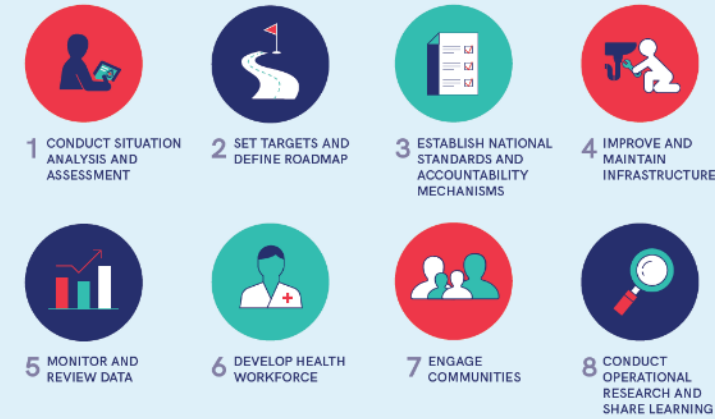 1 CONDUCT SITUATION
ANALYSIS AND
ASSESSMENT
2 SET TARGETS AND
DEFINE ROADMAP
3 ESTABLISH NATIONAL
STANDARDS AND
ACCOUNTABILITY
MECHANISMS
4 IMPROVE AND
MAINTAIN
INFRASTRUCTURE
5 MONITOR AND
REVIEW DATA
6 DEVELOP HEALTH
WORKFORCE
7 ENGAGE
COMMUNITIES
8 CONDUCT
OPERATIONAL
RESEARCH AND
SHARE LEARNING